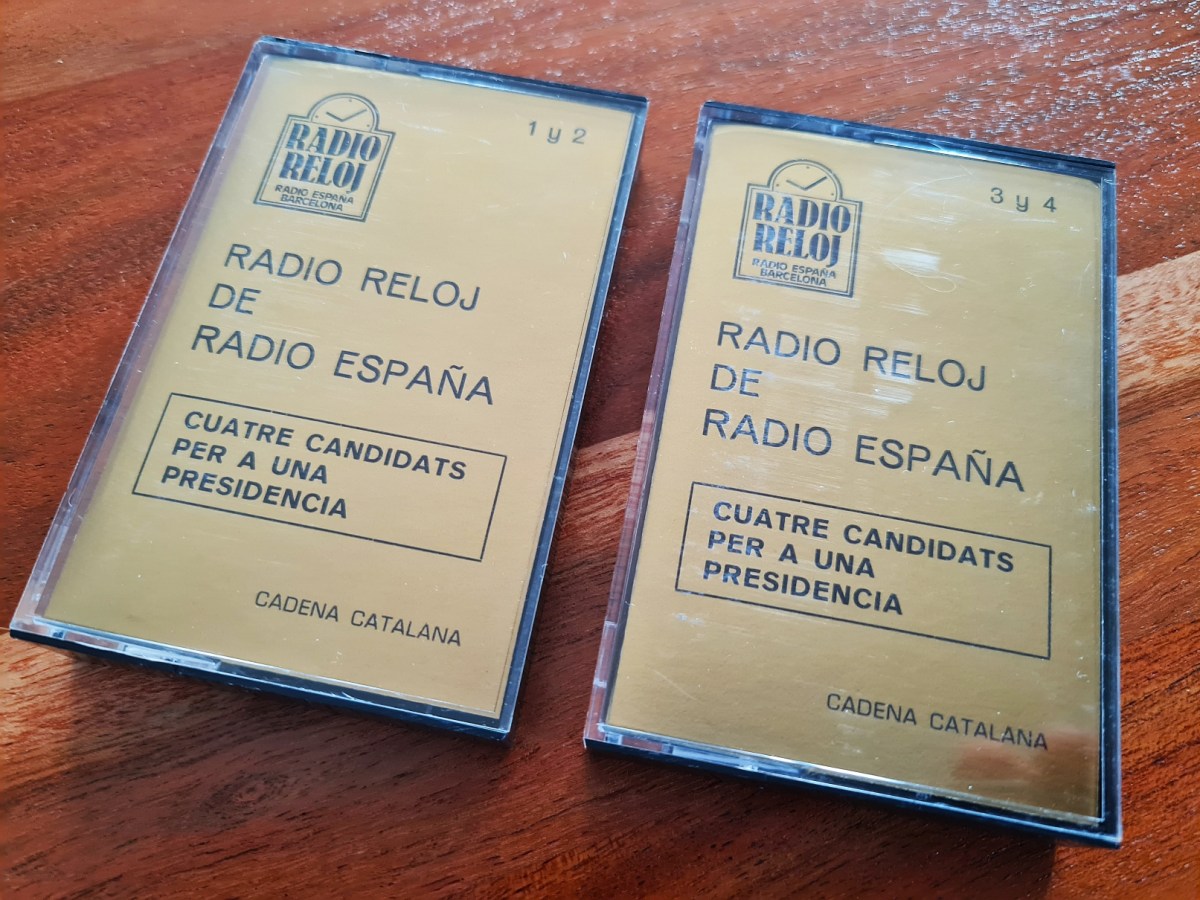 RADIO
RELOJ
RADIO ESPAÑA
BARCELONA
1 y 2
RADIO RELOJ
DE
RADIO ESPAÑA
CUATRE CANDIDATS
PER A UNA
PRESIDENCIA
CADENA CATALANA
RADIO
RELOJ
RADIO ESPAÑA
BARCELONA
3 y 4
RADIO RELOJ
DE
RADIO ESPAÑA
CUATRE CANDIDATS
PER A UNA
PRESIDENCIA
CADENA CATALANA